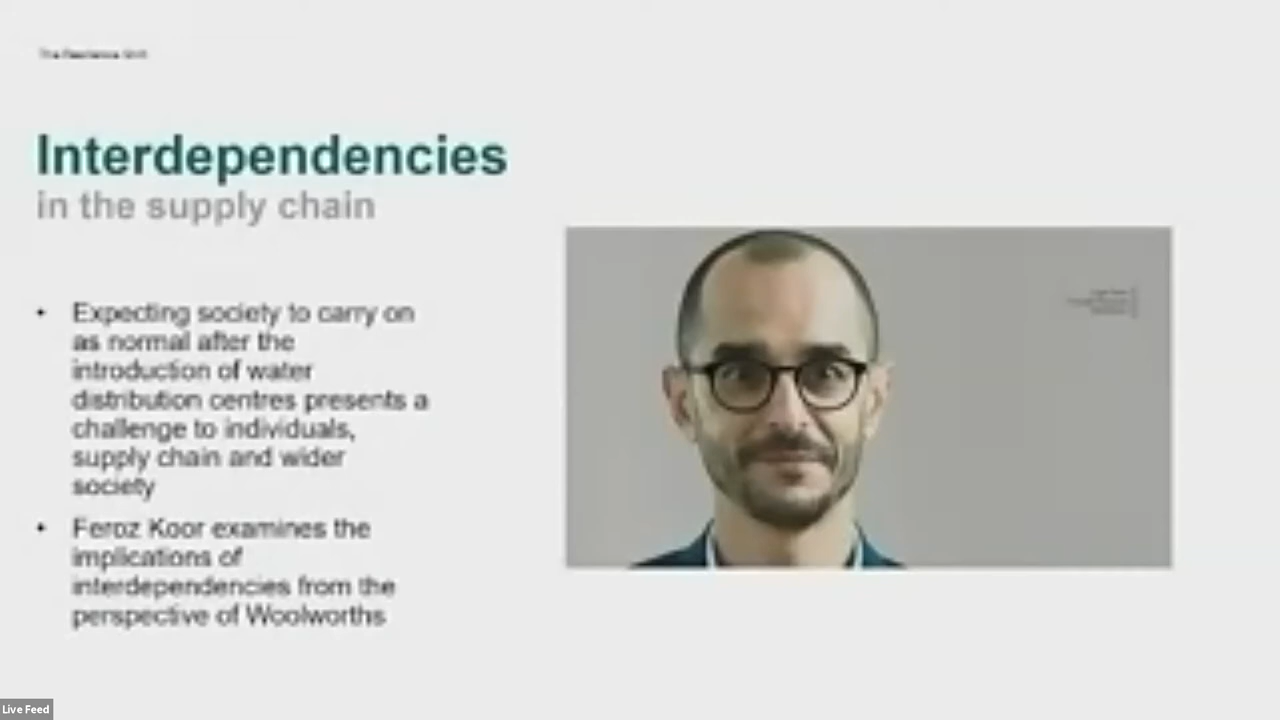 Interdependencies
in the supply chain
• Expecting society to carry on
as normal after the
introduction of water
distribution centres presents a
challenge to individuals,
supply chain and wider
society
• Feroz Koor examines the
implications of
interdependencies from the
perspective of Woolworths
Live Feed